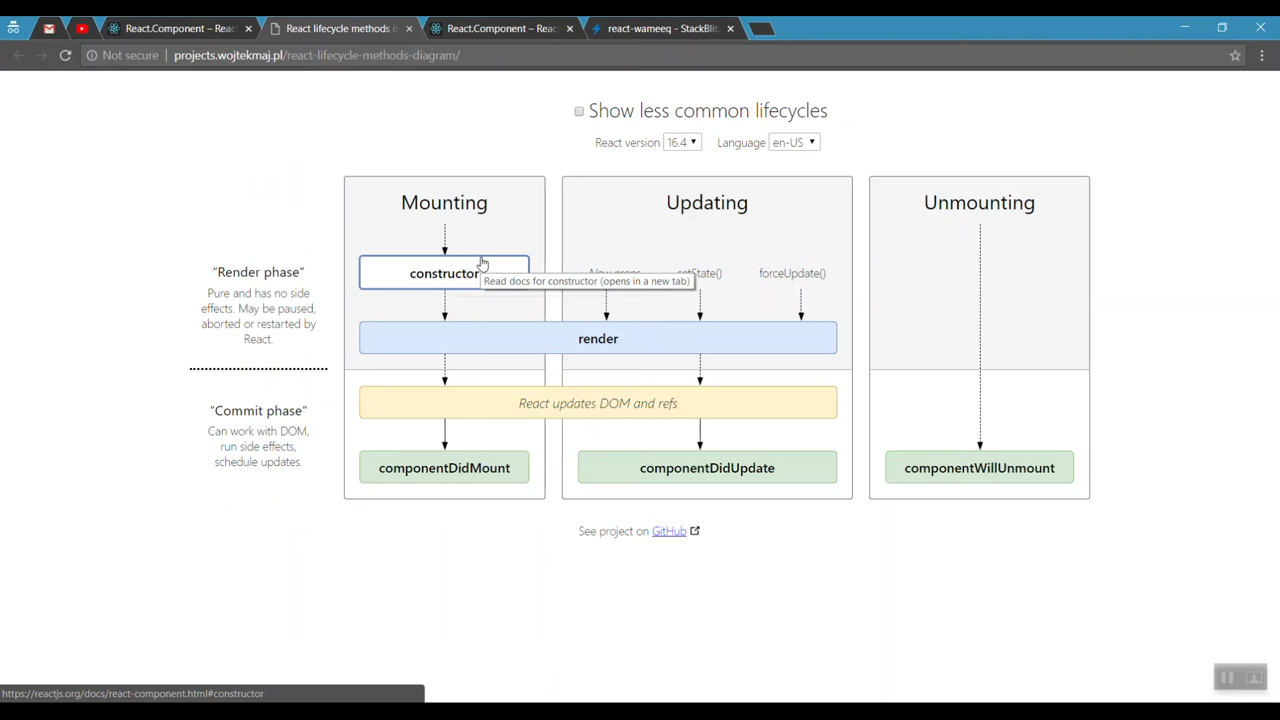 React.Component – Reac
React lifecycle methods d
React.Component – Reac
react-wameeq - StackBlit
Not secure
projects.wojtekmaj.pl/react-lifecycle-methods-diagram/
Show less common lifecycles
React version 16.4 Language en-US
Mounting
Updating
Unmounting
"Render phase"
Pure and has no side
effects. May be paused,
aborted or restarted by
React.
constructor
setState()
forceUpdate()
Read docs for constructor (opens in a new tab)
render
"Commit phase"
Can work with DOM,
run side effects,
schedule updates.
React updates DOM and refs
componentDidMount
componentDidUpdate
componentWillUnmount
See project on GitHub
https://reactjs.org/docs/react-component.html#constructor